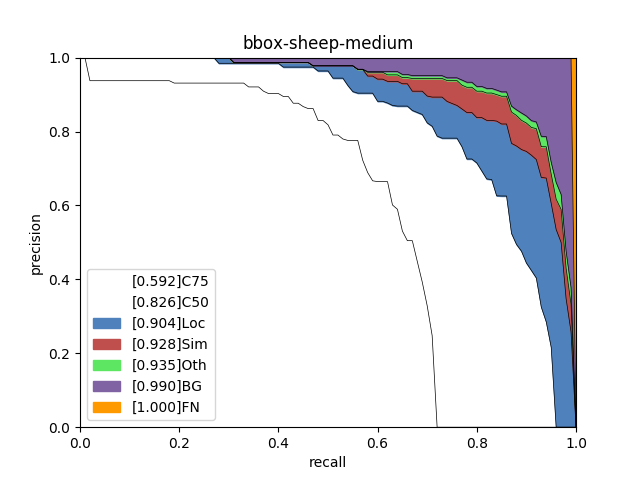 bbox-sheep-medium
precision
1.0
0.8
0.6
0.4
0.2
0.0
[0.592]C75
[0.826]C50
[0.904]Loc
[0.928]Sim
[0.935]Oth
[0.990]BG
[1.000]FN
0.0 0.2 0.4 0.6 0.8 1.0
recall